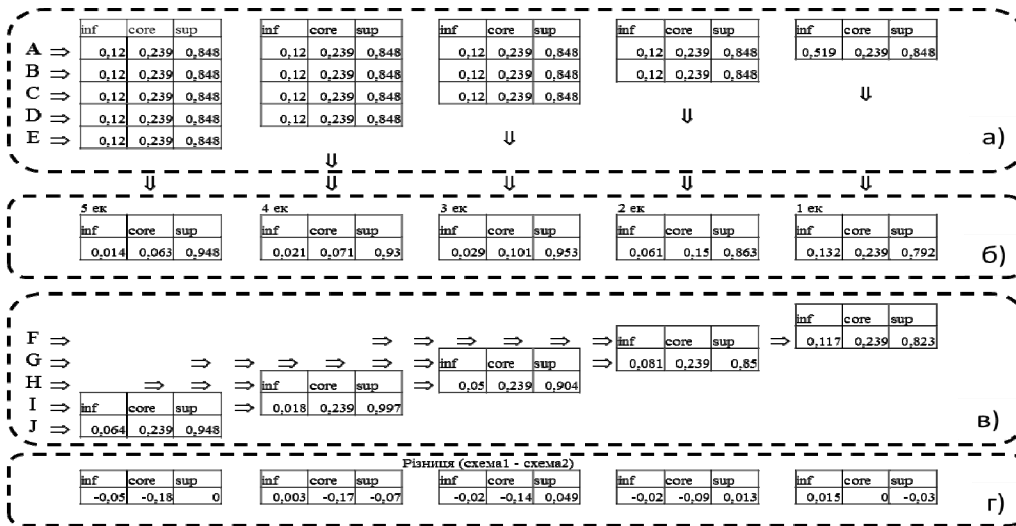 inf core sup inf core sup inf core sup inf core sup inf core sup
A ⇒ 0,12 0,239 0,848 0,12 0,239 0,848 0,12 0,239 0,848 0,12 0,239 0,848 0,519 0,239 0,848
B ⇒ 0,12 0,239 0,848 0,12 0,239 0,848 0,12 0,239 0,848 0,12 0,239 0,848
C ⇒ 0,12 0,239 0,848 0,12 0,239 0,848 0,12 0,239 0,848
D ⇒ 0,12 0,239 0,848 0,12 0,239 0,848
E ⇒ 0,12 0,239 0,848
а)
5 ек 4 ек 3 ек 2 ек 1 ек
inf core sup inf core sup inf core sup inf core sup inf core sup
0,014 0,063 0,948 0,021 0,071 0,93 0,029 0,101 0,953 0,061 0,15 0,863 0,132 0,239 0,792
б)
inf core sup
F ⇒ ⇒ ⇒ ⇒ ⇒ ⇒ ⇒ inf core sup ⇒ 0,117 0,239 0,823
G ⇒ ⇒ ⇒ ⇒ ⇒ ⇒ ⇒ inf core sup ⇒ 0,081 0,239 0,85
H ⇒ ⇒ ⇒ ⇒ inf core sup ⇒ 0,05 0,239 0,904
I ⇒ inf core sup ⇒ 0,018 0,239 0,997
J ⇒ 0,064 0,239 0,948
в)
Різниця (схема1 - схема2)
inf core sup inf core sup inf core sup inf core sup inf core sup
-0,05 -0,18 0 0,003 -0,17 -0,07 -0,02 -0,14 0,049 -0,02 -0,09 0,013 0,015 0 -0,03
г)